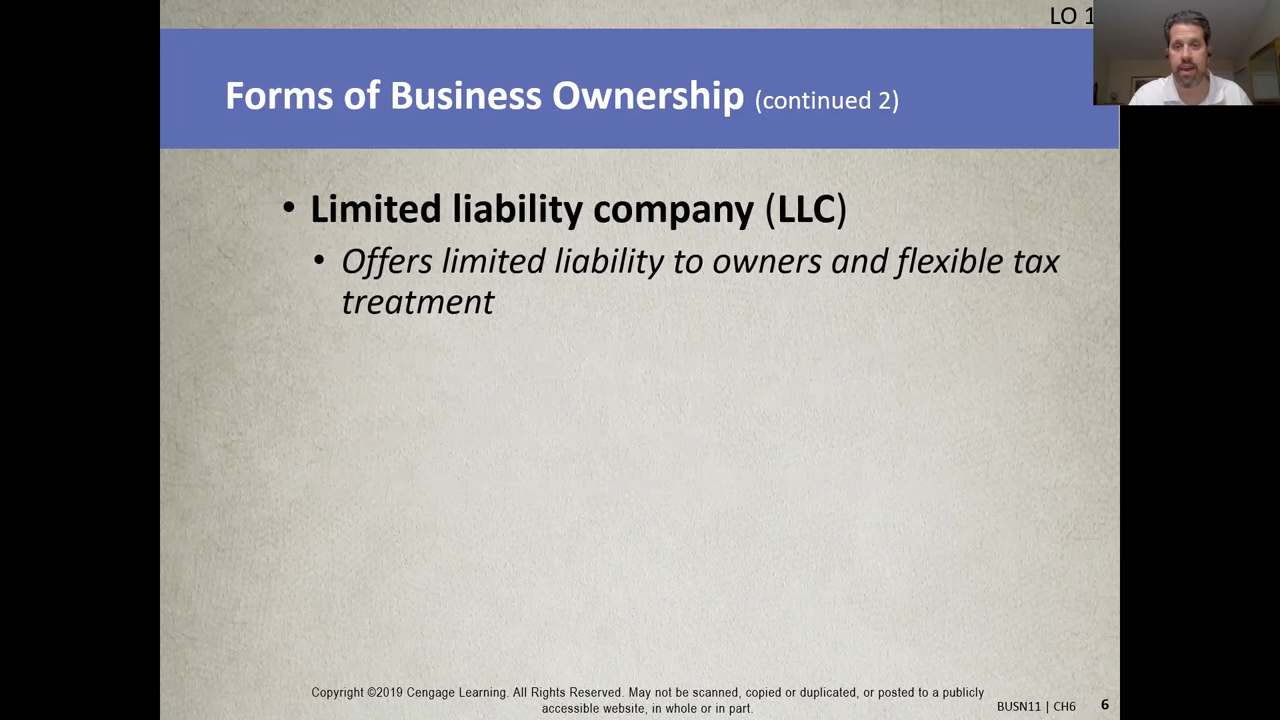 LO 1
Forms of Business Ownership (continued 2)
• Limited liability company (LLC)
• Offers limited liability to owners and flexible tax
treatment
Copyright ©2019 Cengage Learning. All Rights Reserved. May not be scanned, copied or duplicated, or posted to a publicly
accessible website, in whole or in part.
BUSN11 | CH6 6